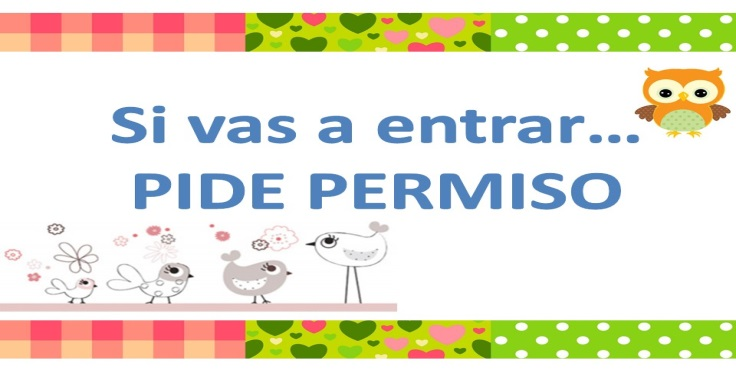 Si vas a entrar...
PIDE PERMISO